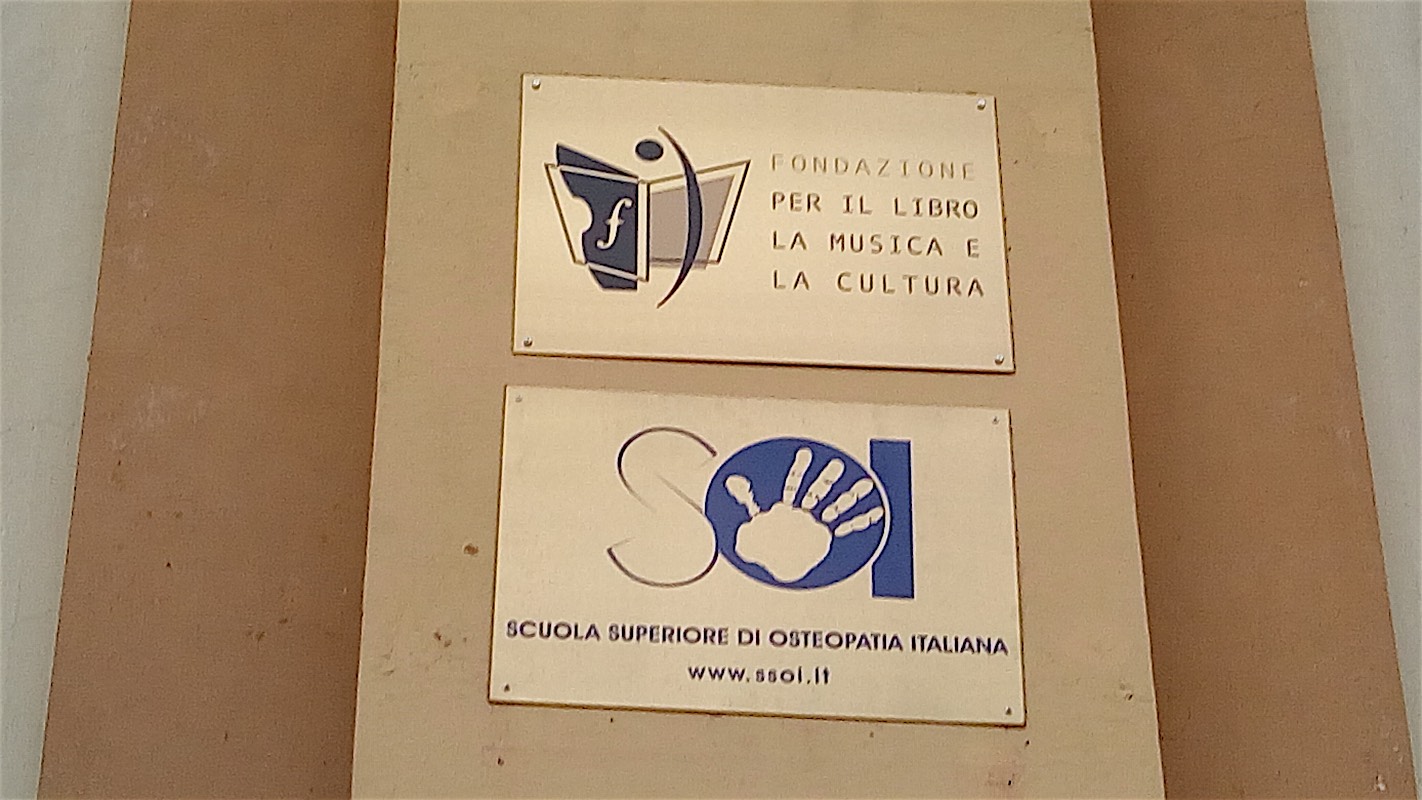 f
FONDAZIONE
PER IL LIBRO
LA MUSICA E
LA CULTURA
SOI
SCUOLA SUPERIORE DI OSTEOPATIA ITALIANA
www.ssoi.it